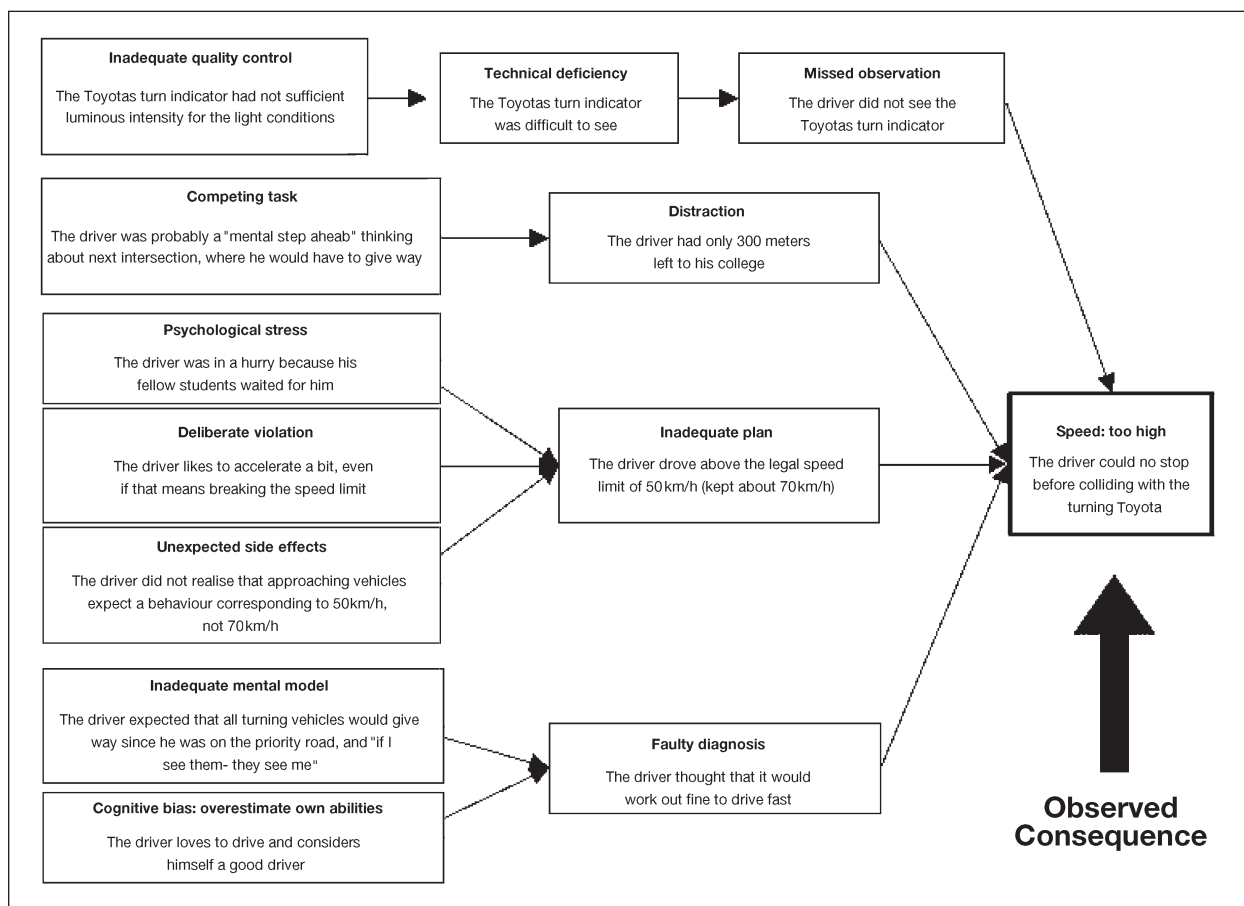 Inadequate quality control
The Toyotas turn indicator had not sufficient
luminous intensity for the light conditions
Technical deficiency
The Toyotas turn indicator
was difficult to see
Missed observation
The driver did not see the
Toyotas turn indicator
Competing task
The driver was probably a "mental step aheab" thinking
about next intersection, where he would have to give way
Distraction
The driver had only 300 meters
left to his college
Psychological stress
The driver was in a hurry because his
fellow students waited for him
Deliberate violation
The driver likes to accelerate a bit, even
if that means breaking the speed limit
Unexpected side effects
The driver did not realise that approaching vehicles
expect a behaviour corresponding to 50km/h,
not 70km/h
Inadequate plan
The driver drove above the legal speed
limit of 50km/h (kept about 70km/h)
Speed: too high
The driver could no stop
before colliding with the
turning Toyota
Inadequate mental model
The driver expected that all turning vehicles would give
way since he was on the priority road, and "if I
see them- they see me"
Cognitive bias: overestimate own abilities
The driver loves to drive and considers
himself a good driver
Faulty diagnosis
The driver thought that it would
work out fine to drive fast
Observed
Consequence